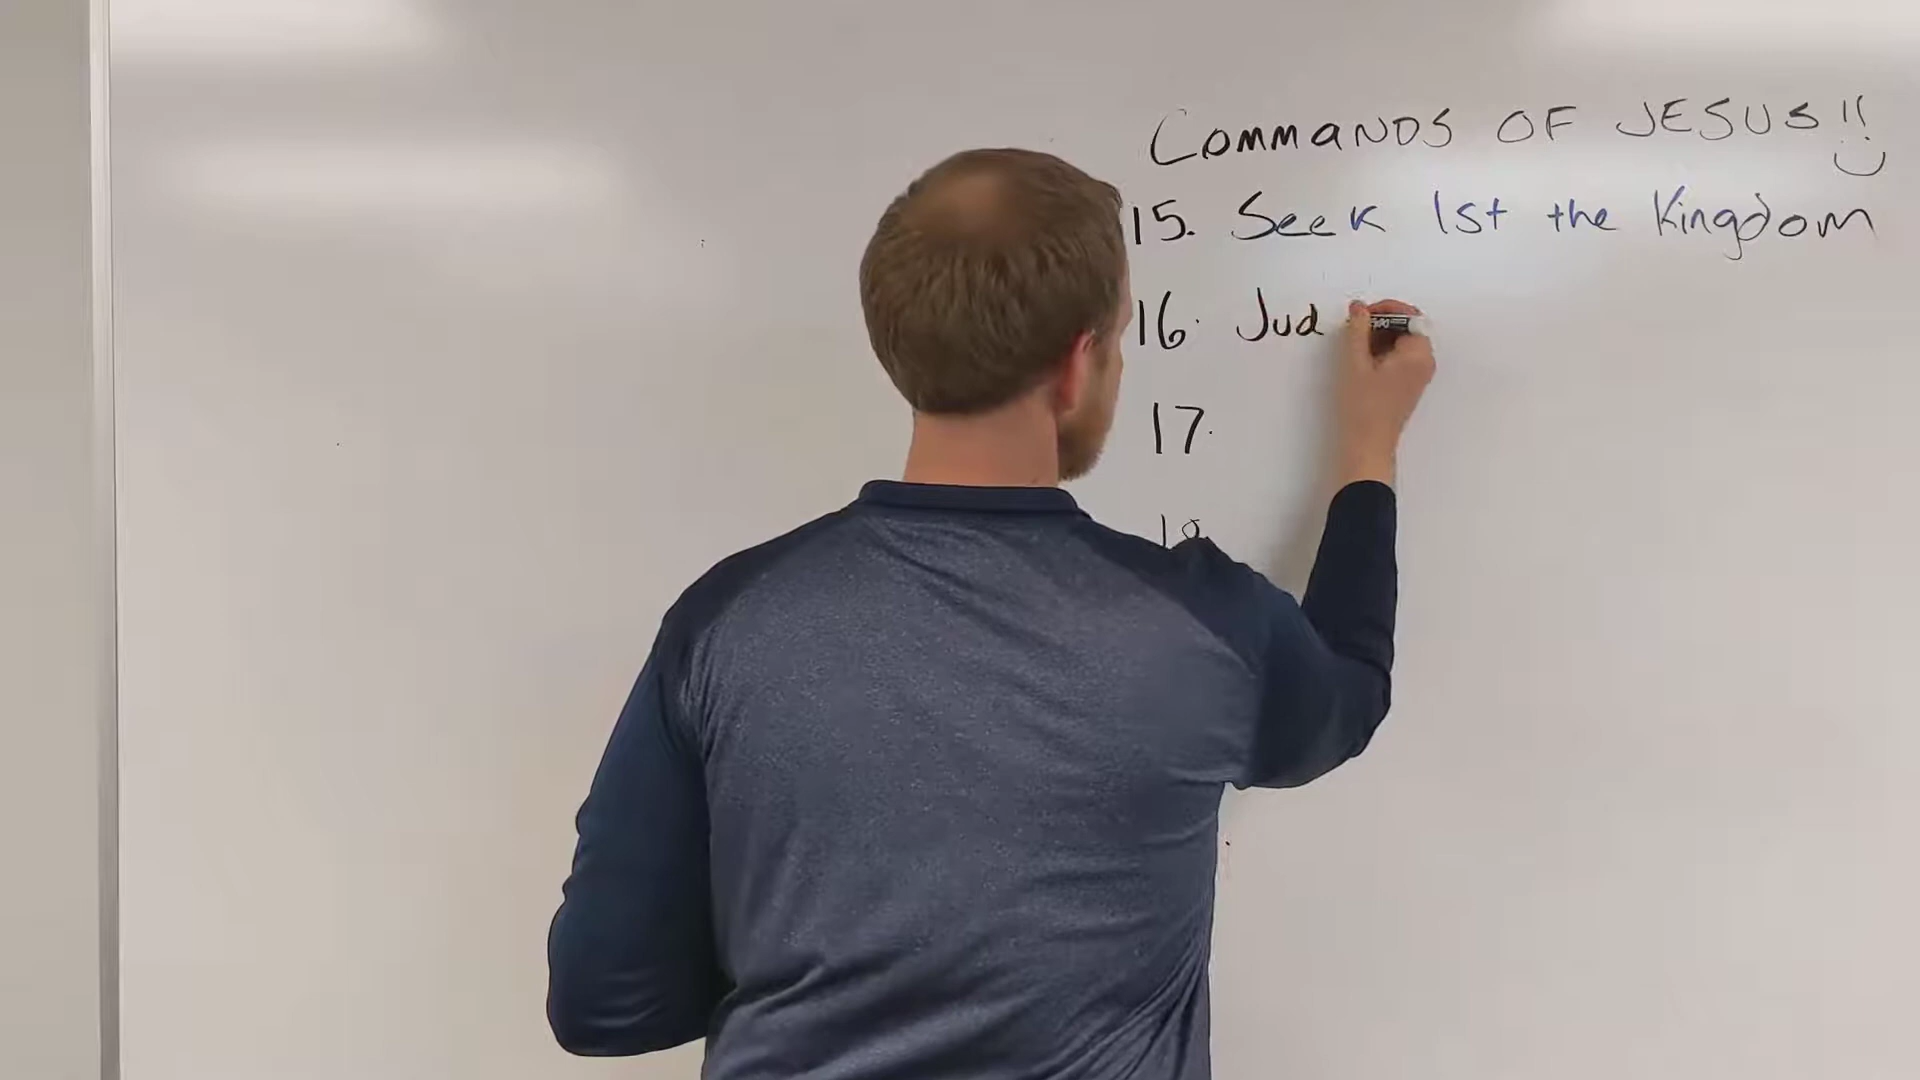 COMMANDS OF JESUS!!
15. Seek 1st the Kingdom
16. Jud
17.
18